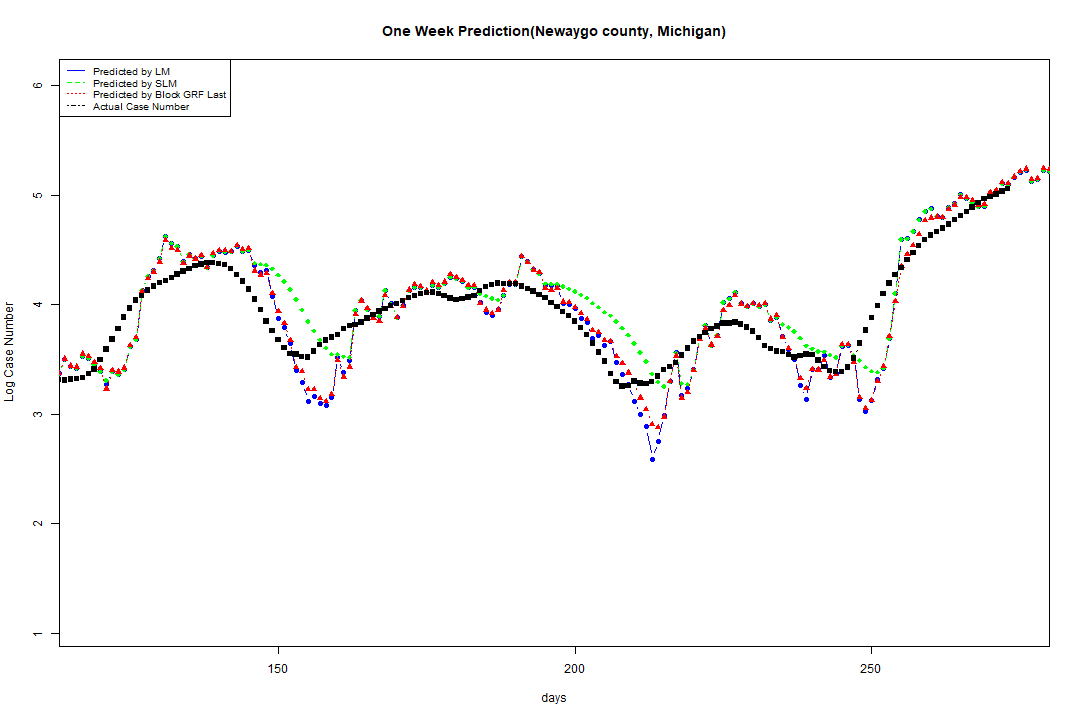 One Week Prediction(Newaygo county, Michigan)
Predicted by LM
Predicted by SLM
Predicted by Block GRF Last
Actual Case Number
6
5
4
3
2
1
Log Case Number
150
200
250
days